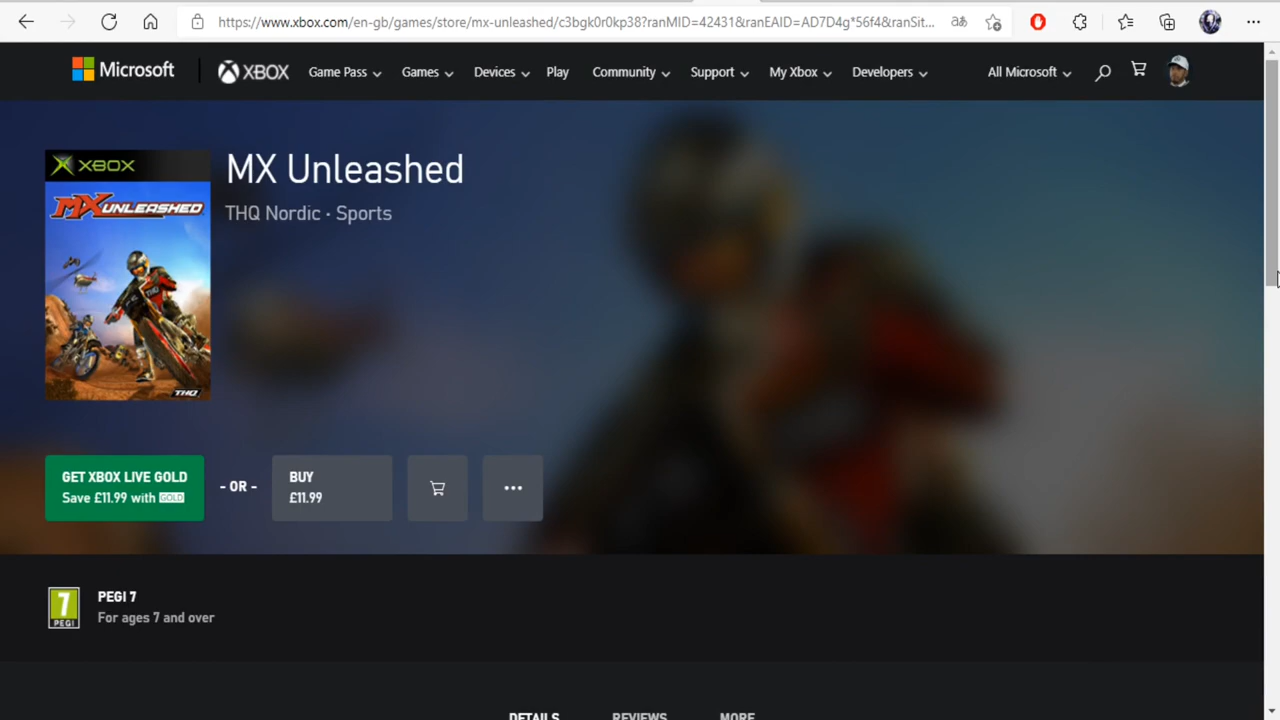 https://www.xbox.com/en-gb/games/store/mx-unleashed/c3bgk0r0kp38?ranMID=42431&ranEAID=AD7D4g*56f4&ranSit...
Microsoft
XBOX
Game Pass
Games
Devices
Play
Community
Support
My Xbox
Developers
All Microsoft
XBOX
MX UNLEASHED
THQ
MX Unleashed
THQ Nordic · Sports
GET XBOX LIVE GOLD
Save £11.99 with GOLD
- OR -
BUY
£11.99
7
PEGI
PEGI 7
For ages 7 and over
DETAILS
REVIEWS
MORE